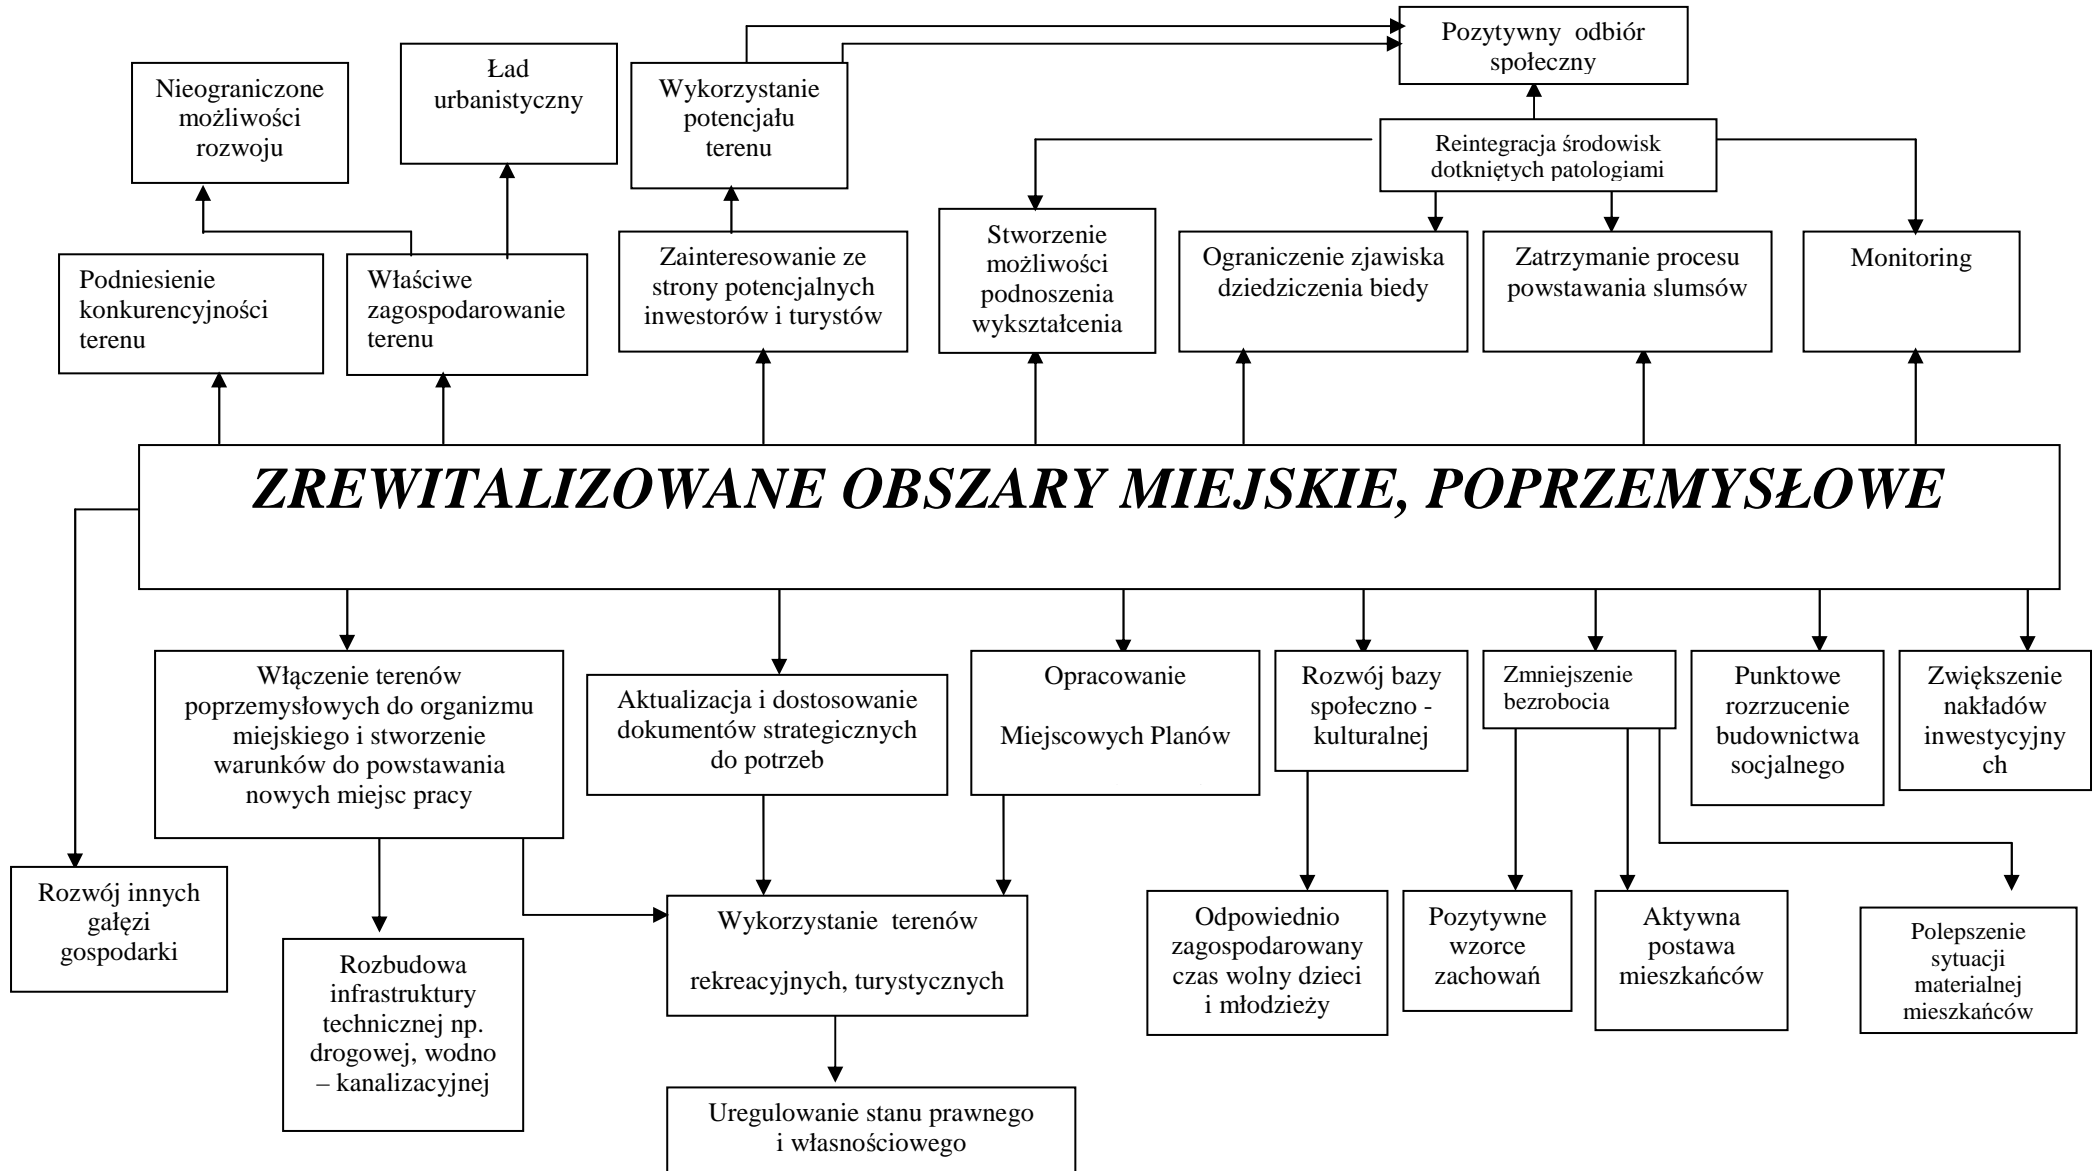 Pozytywny odbiór
społeczny
Ład
urbanistyczny
Nieograniczone
możliwości
rozwoju
Wykorzystanie
potencjału
terenu
Reintegracja środowisk
dotkniętych patologiami
Podniesienie
konkurencyjności
terenu
Właściwe
zagospodarowanie
terenu
Zainteresowanie ze
strony potencjalnych
inwestorów i turystów
Stworzenie
możliwości
podnoszenia
wykształcenia
Ograniczenie zjawiska
dziedziczenia biedy
Zatrzymanie procesu
powstawania slumsów
Monitoring
ZREWITALIZOWANE OBSZARY MIEJSKIE, POPRZEMYSŁOWE
Włączenie terenów
poprzemysłowych do organizmu
miejskiego i stworzenie
warunków do powstawania
nowych miejsc pracy
Aktualizacja i dostosowanie
dokumentów strategicznych
do potrzeb
Opracowanie
Miejscowych Planów
Rozwój bazy
społeczno -
kulturalnej
Zmniejszenie
bezrobocia
Punktowe
rozrzucenie
budownictwa
socjalnego
Zwiększenie
nakładów
inwestycyjny
ch
Rozwój innych
gałęzi
gospodarki
Rozbudowa
infrastruktury
technicznej np.
drogowej, wodno
– kanalizacyjnej
Wykorzystanie terenów
rekreacyjnych, turystycznych
Odpowiednio
zagospodarowany
czas wolny dzieci
i młodzieży
Pozytywne
wzorce
zachowań
Aktywna
postawa
mieszkańców
Polepszenie
sytuacji
materialnej
mieszkańców
Uregulowanie stanu prawnego
i własnościowego